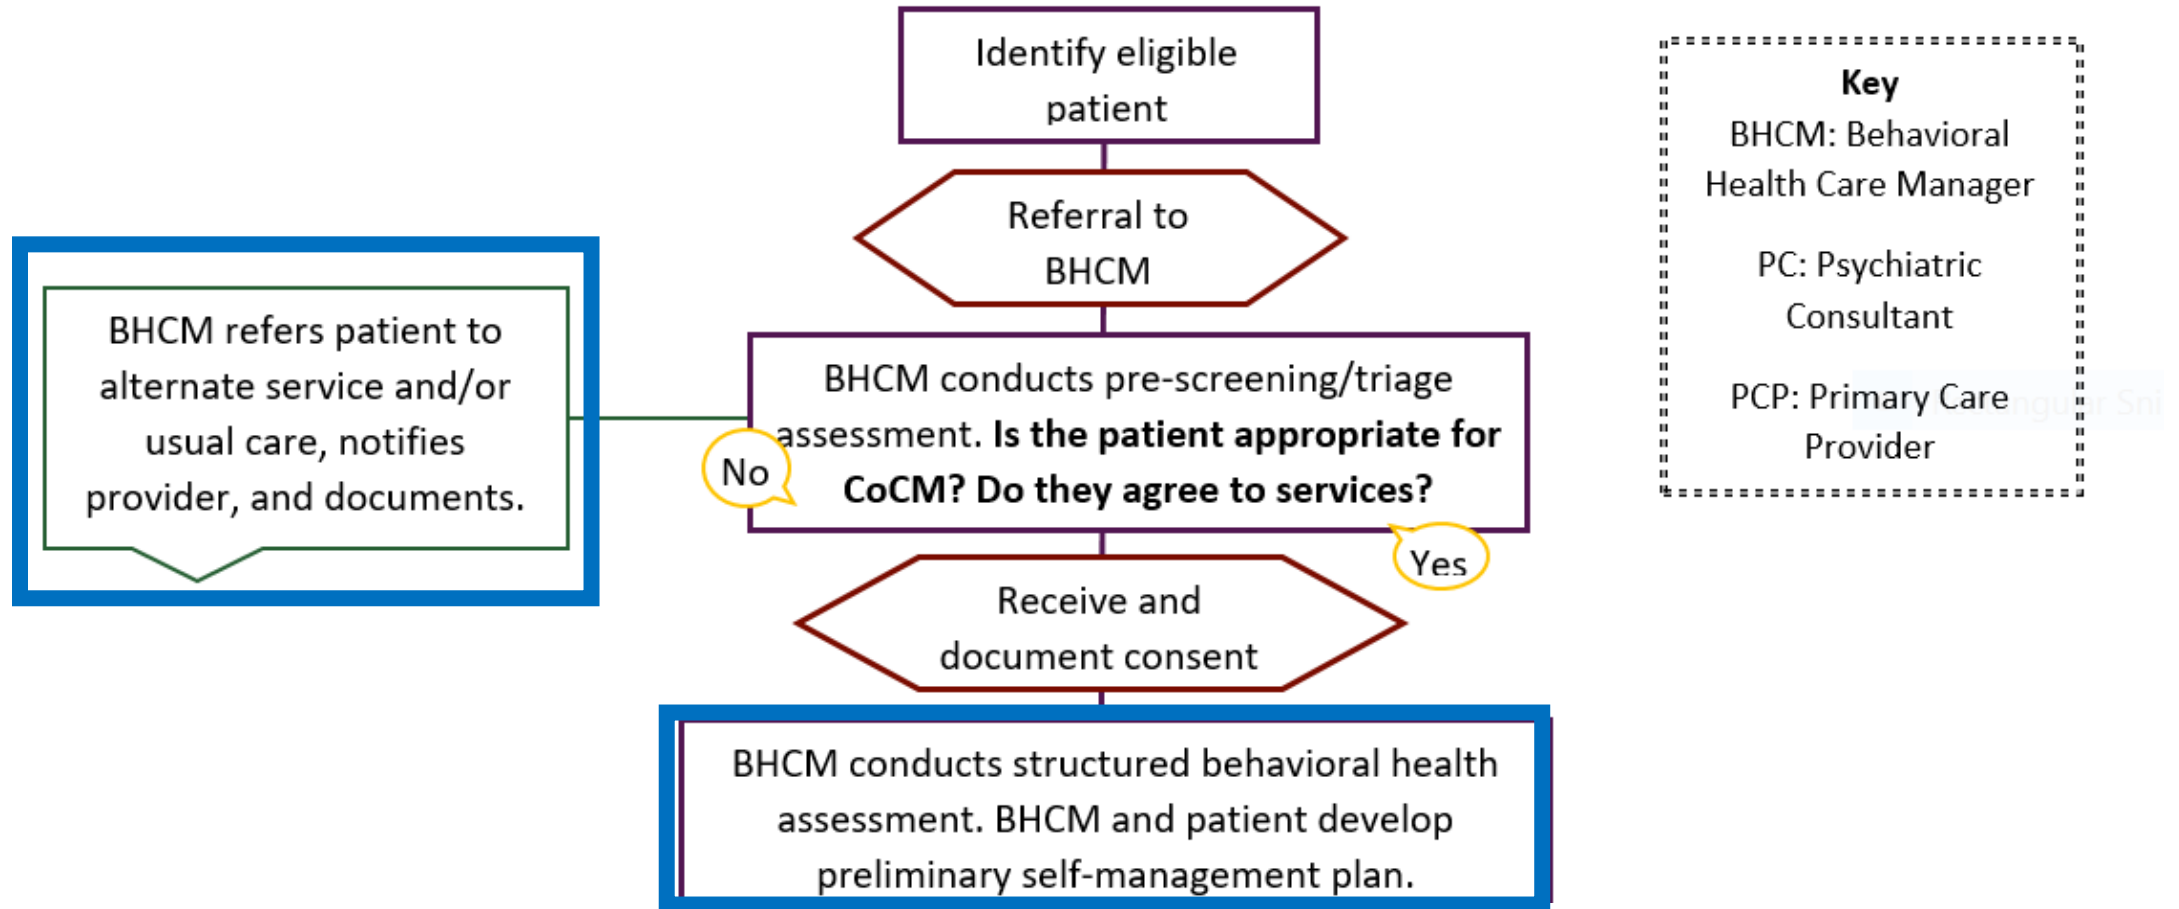 Identify eligible
patient
Referral to
BHCM
BHCM conducts pre-screening/triage
assessment. Is the patient appropriate for
CoCM? Do they agree to services?
No
Yes
BHCM refers patient to
alternate service and/or
usual care, notifies
provider, and documents.
Receive and
document consent
BHCM conducts structured behavioral health
assessment. BHCM and patient develop
preliminary self-management plan.
Key
BHCM: Behavioral
Health Care Manager
PC: Psychiatric
Consultant
PCP: Primary Care
Provider